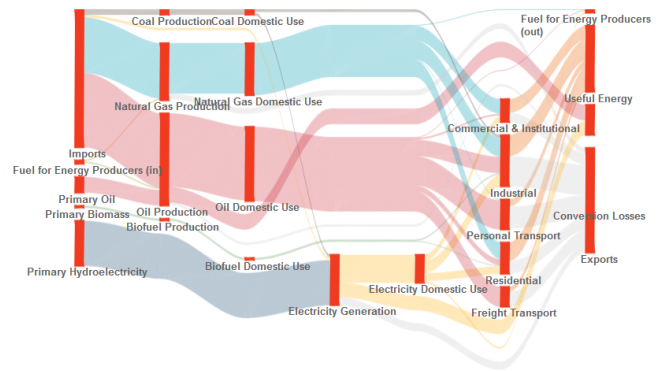 Coal Production
Coal Domestic Use
Fuel for Energy Producers
(out)
Natural Gas Production
Natural Gas Domestic Use
Useful Energy
Commercial & Institutional
Imports
Fuel for Energy Producers (in)
Industrial
Primary Oil
Oil Production
Oil Domestic Use
Primary Biomass
Conversion Losses
Biofuel Production
Personal Transport
Exports
Primary Hydroelectricity
Biofuel Domestic Use
Residential
Electricity Domestic Use
Electricity Generation
Freight Transport